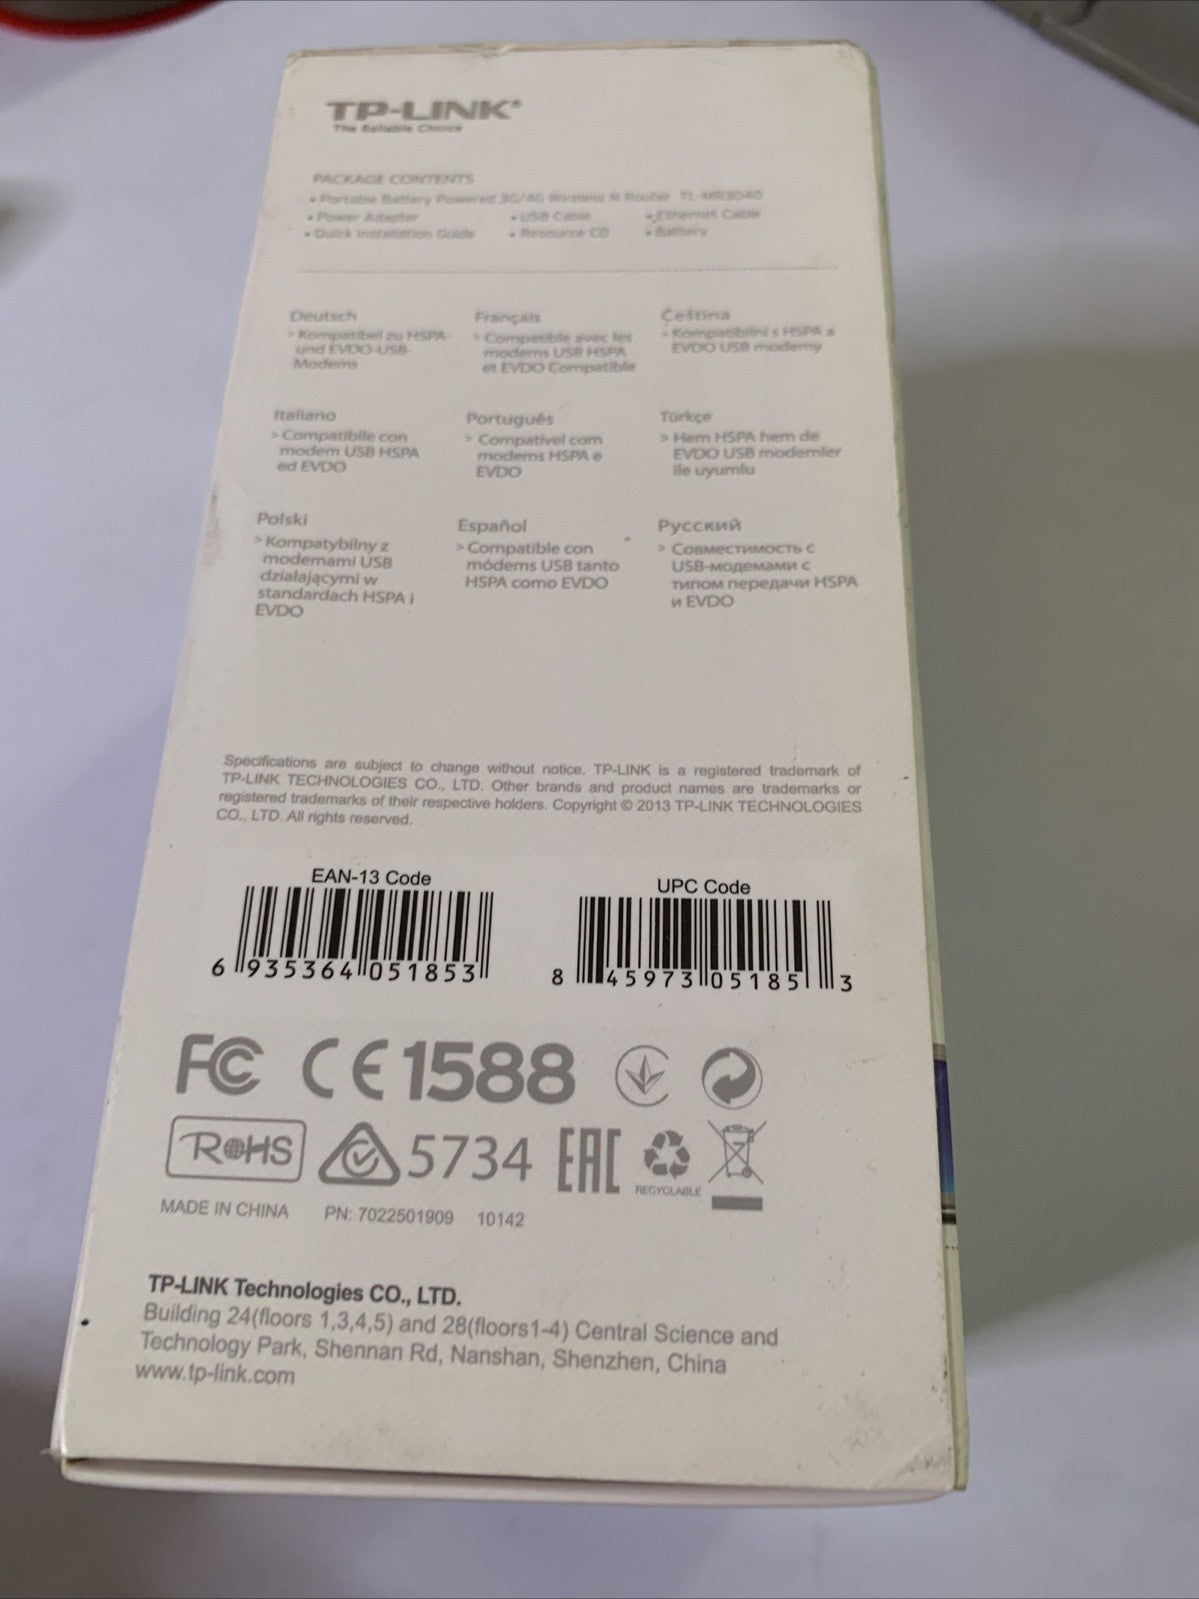 TP-LINK®
The Reliable Choice
PACKAGE CONTENTS
• Portable Battery Powered 3G/4G Wireless N Router TL-MR3040
• Power Adapter • USB Cable • Ethernet Cable
• Quick Installation Guide • Resource CD • Battery
Deutsch
> Kompatibel zu HSPA-
und EVDO-USB-
Modems
Français
> Compatible avec les
modems USB HSPA
et EVDO Compatible
Čeština
> Kompatibilní s HSPA a
EVDO USB modemy
Italiano
> Compatibile con
modem USB HSPA
ed EVDO
Português
> Compatível com
modems HSPA e
EVDO
Türkçe
> Hem HSPA hem de
EVDO USB modemler
ile uyumlu
Polski
> Kompatybilny z
modemami USB
działającymi w
standardach HSPA i
EVDO
Español
> Compatible con
módems USB tanto
HSPA como EVDO
Русский
> Совместимость с
USB-модемами с
типом передачи HSPA
и EVDO
Specifications are subject to change without notice. TP-LINK is a registered trademark of
TP-LINK TECHNOLOGIES CO., LTD. Other brands and product names are trademarks or
registered trademarks of their respective holders. Copyright © 2013 TP-LINK TECHNOLOGIES
CO., LTD. All rights reserved.
EAN-13 Code
6 935364 051853
UPC Code
8 45973 05185 3
FC CE1588
RoHS 5734 EAC RECYCLABLE
MADE IN CHINA PN: 7022501909 10142
TP-LINK Technologies CO., LTD.
Building 24(floors 1,3,4,5) and 28(floors1-4) Central Science and
Technology Park, Shennan Rd, Nanshan, Shenzhen, China
www.tp-link.com